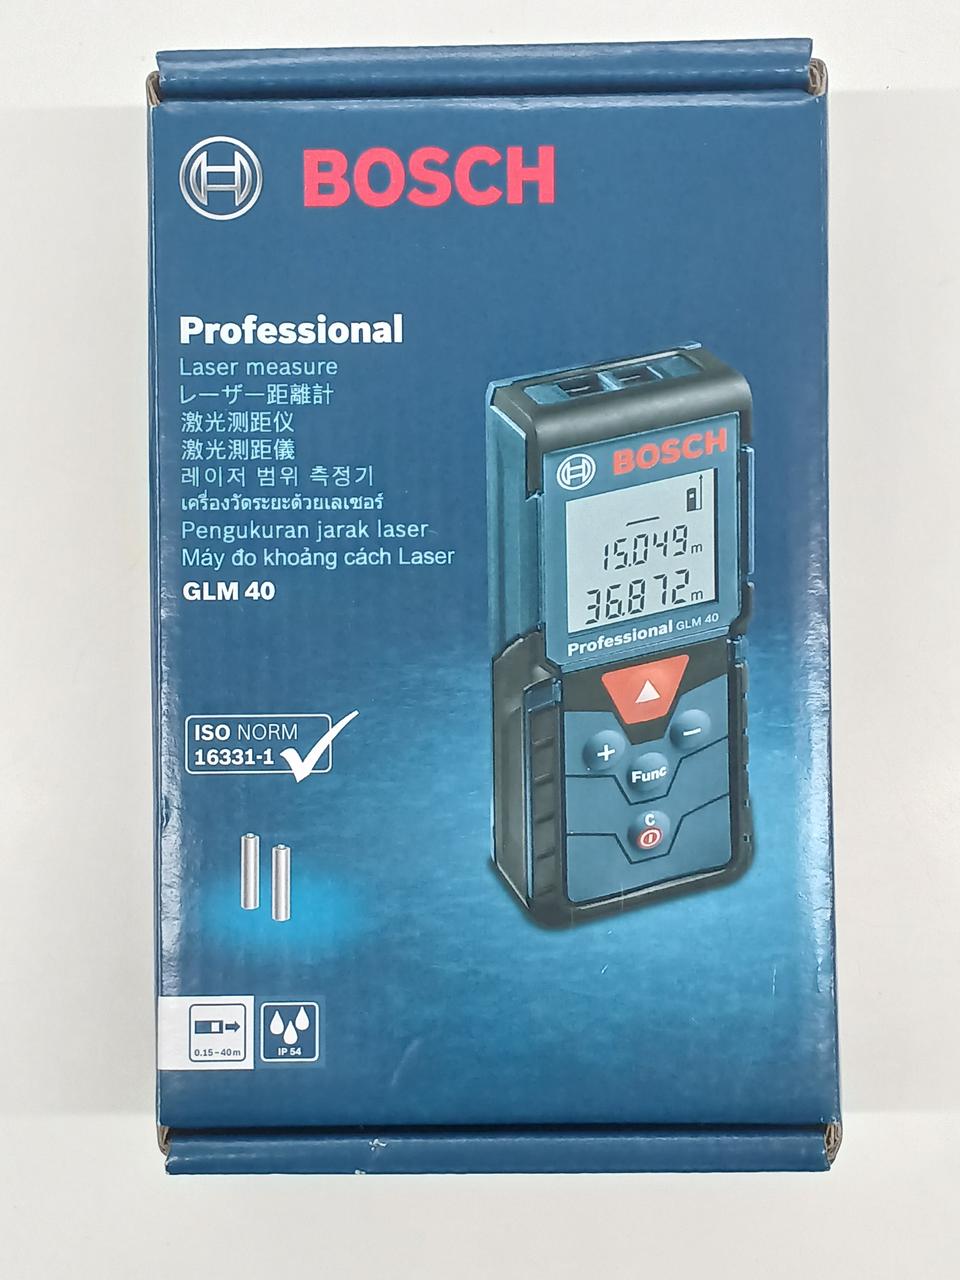 BOSCH
Professional
Laser measure
レーザー距離計
激光测距仪
激光測距儀
레이저 범위 측정기
เครื่องวัดระยะด้วยเลเซอร์
Pengukuran jarak laser
Máy đo khoảng cách Laser
GLM 40
BOSCH
15.049m
36.872m
Professional GLM 40
+
−
Func
C
ISO NORM
16331-1
0.15–40m
IP 54